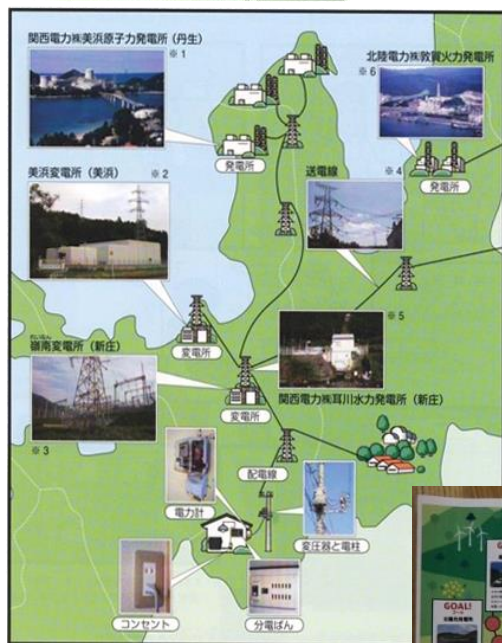 関西電力㈱美浜原子力発電所(丹生)
※1
北陸電力㈱敦賀火力発電所
※6
発電所
発電所
美浜変電所(美浜)
※2
送電線
※4
変電所
※5
れいなん
嶺南変電所(新庄)
関西電力㈱耳川水力発電所(新庄)
変電所
※3
配電線
電力計
変圧器と電柱
コンセント
分電ばん
GOAL!